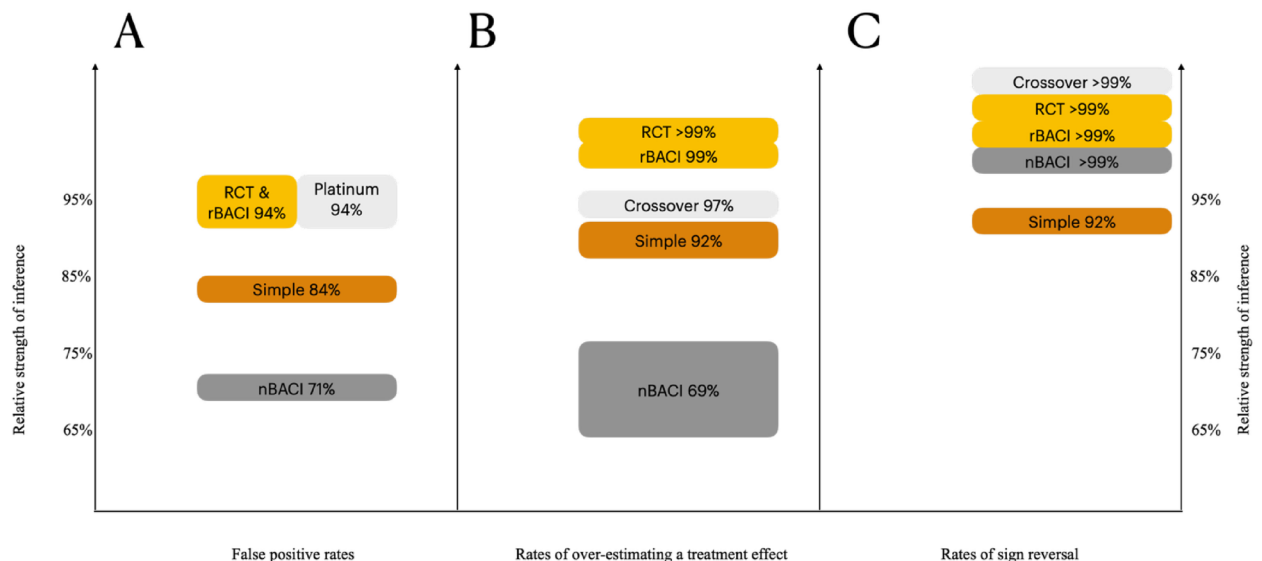 A
B
C
Relative strength of inference
95%
85%
75%
65%
RCT &
rBACI 94%
Platinum
94%
Simple 84%
nBACI 71%
RCT >99%
rBACI 99%
Crossover 97%
Simple 92%
nBACI 69%
Crossover >99%
RCT >99%
rBACI >99%
nBACI >99%
Simple 92%
95%
85%
75%
65%
Relative strength of inference
False positive rates
Rates of over-estimating a treatment effect
Rates of sign reversal